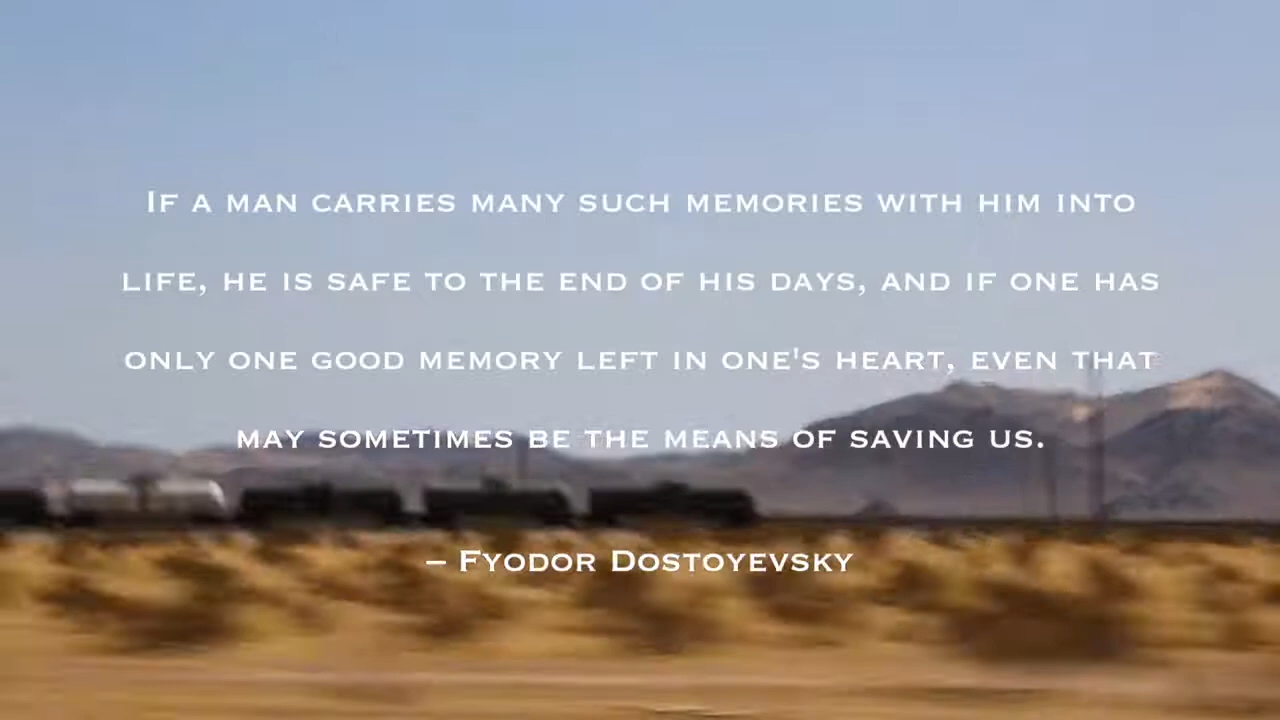 If a man carries many such memories with him into
life, he is safe to the end of his days, and if one has
only one good memory left in one's heart, even that
may sometimes be the means of saving us.
– Fyodor Dostoyevsky